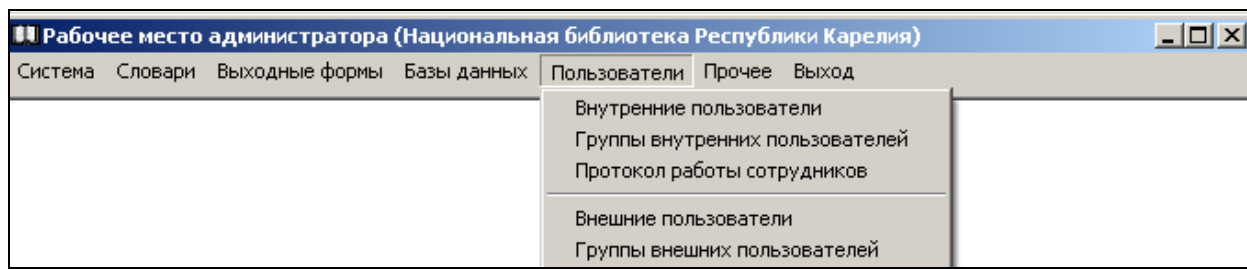 Рабочее место администратора (Национальная библиотека Республики Карелия)
Система Словари Выходные формы Базы данных Пользователи Прочее Выход
Внутренние пользователи
Группы внутренних пользователей
Протокол работы сотрудников
Внешние пользователи
Группы внешних пользователей